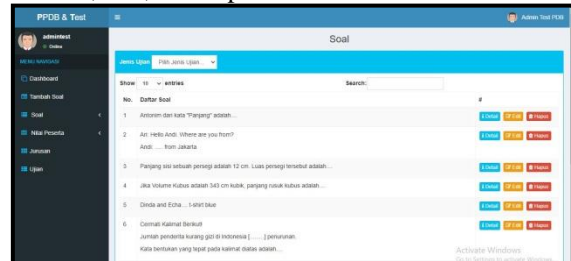 PPDB & Test
Admin Test PDB
admintest
Online
Soal
MENU NAVIGASI
Jenis Ujian Pilih Jenis Ujian...
Dashboard
Tambah Soal
Soal
Nilai Peserta
Jurusan
Ujian
Show 10 entries
Search:
No. Daftar Soal #
1 Antonim dari kata "Panjang" adalah...
Detail Edit Hapus
2 Ari: Hello Andi. Where are you from?
Andi: ..... from Jakarta
Detail Edit Hapus
3 Panjang sisi sebuah persegi adalah 12 cm. Luas persegi tersebut adalah...
Detail Edit Hapus
4 Jika Volume Kubus adalah 343 cm kubik, panjang rusuk kubus adalah...
Detail Edit Hapus
5 Dinda and Echa.... t-shirt blue
Detail Edit Hapus
6 Cermati Kalimat Berikut!
Jumlah penderita kurang gizi di Indonesia [.......] penurunan.
Kata bentukan yang tepat pada kalimat diatas adalah...
Detail Edit Hapus
Activate Windows
Go to Settings to activate Windows.